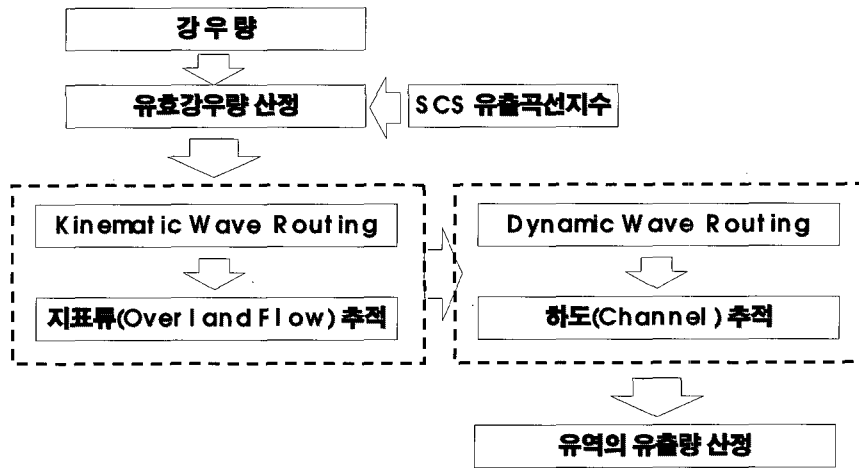 강우량
유효강우량 산정
SCS 유출곡선지수
Kinematic Wave Routing
지표류(Overland Flow) 추적
Dynamic Wave Routing
하도(Channel) 추적
유역의 유출량 산정